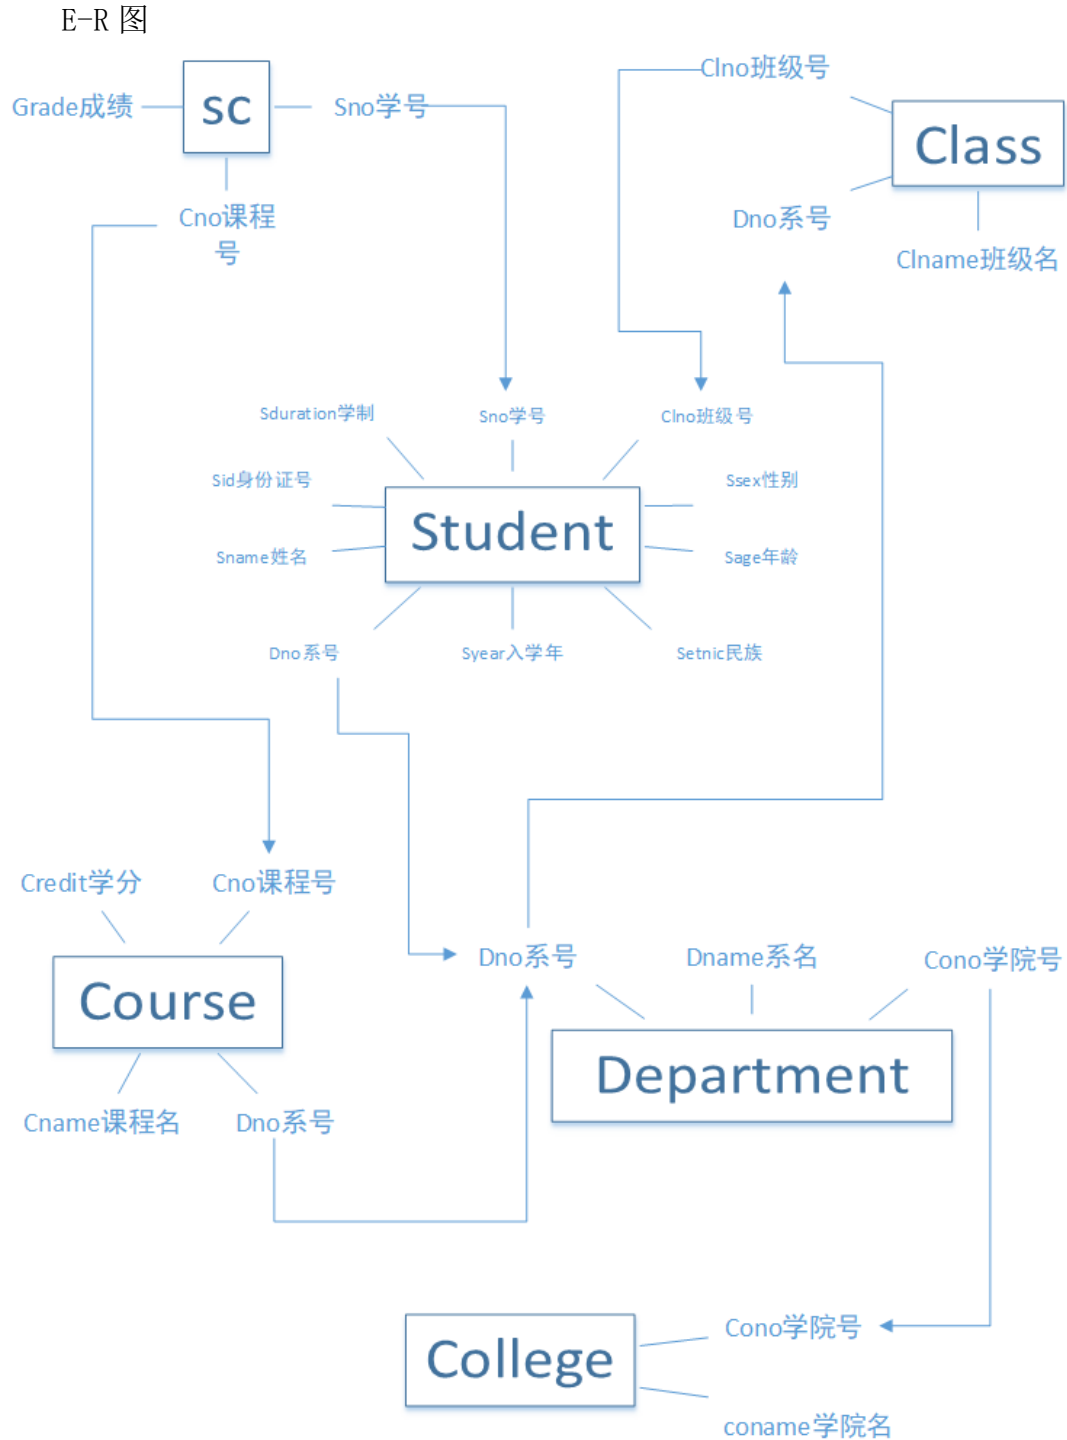 E-R 图
Clno班级号
Grade成绩
sc
Sno学号
Class
Cno课程
号
Dno系号
Clname班级名
Sduration学制
Sno学号
Clno班级号
Sid身份证号
Ssex性别
Student
Sname姓名
Sage年龄
Dno系号
Syear入学年
Setnic民族
Credit学分
Cno课程号
Dno系号
Dname系名
Cono学院号
Course
Department
Cname课程名
Dno系号
Cono学院号
College
coname学院名